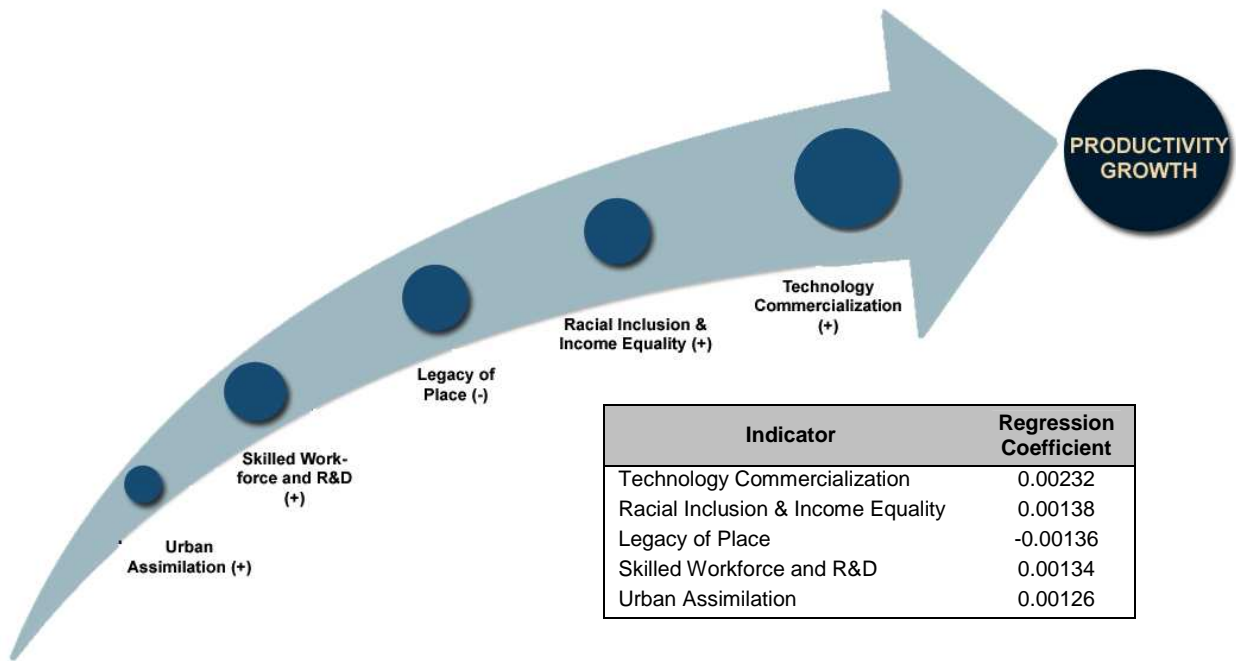 PRODUCTIVITY
GROWTH
Technology
Commercialization
(+)
Racial Inclusion &
Income Equality (+)
Legacy of
Place (-)
Skilled Work-
force and R&D
(+)
Urban
Assimilation (+)
Indicator Regression Coefficient
Technology Commercialization 0.00232
Racial Inclusion & Income Equality 0.00138
Legacy of Place -0.00136
Skilled Workforce and R&D 0.00134
Urban Assimilation 0.00126